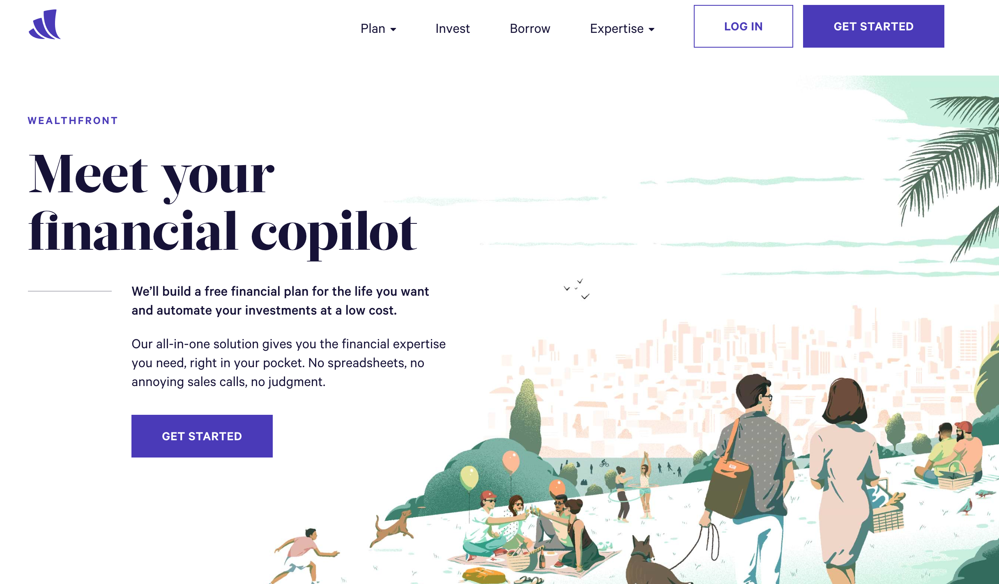 Plan
Invest
Borrow
Expertise
LOG IN
GET STARTED
WEALTHFRONT
Meet your
financial copilot
We’ll build a free financial plan for the life you want
and automate your investments at a low cost.
Our all-in-one solution gives you the financial expertise
you need, right in your pocket. No spreadsheets, no
annoying sales calls, no judgment.
GET STARTED